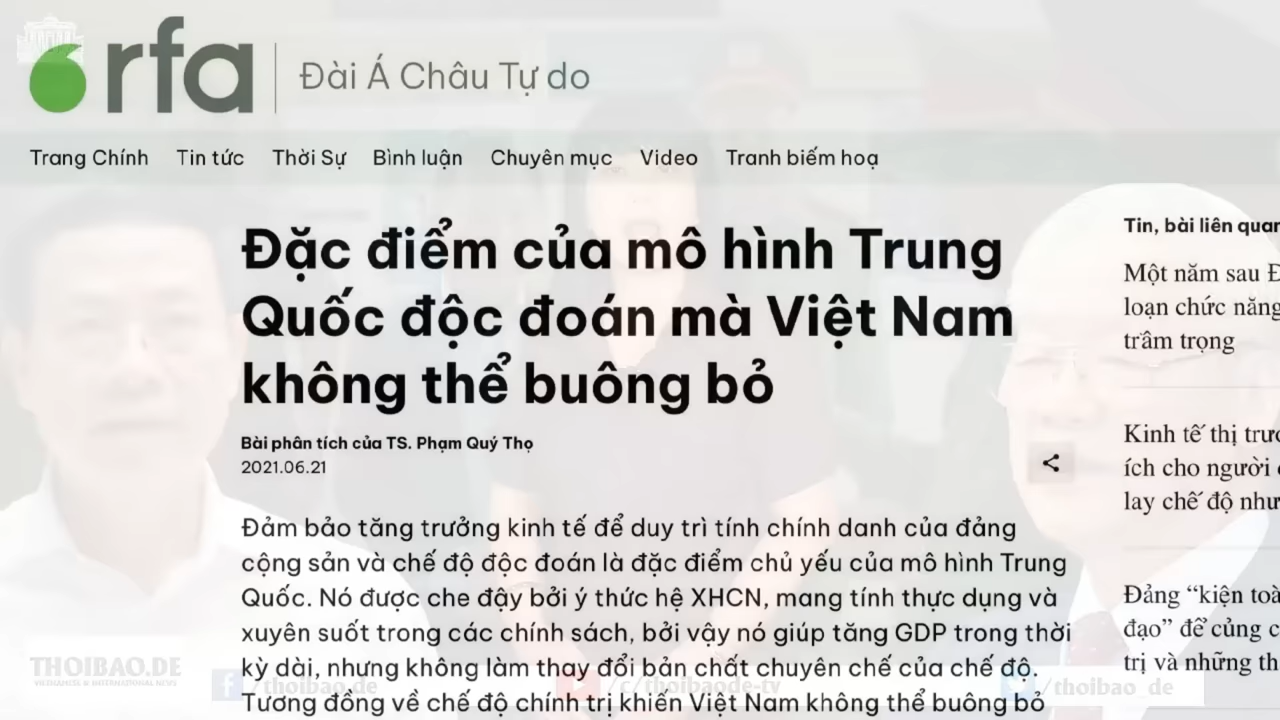 rfa
Đài Á Châu Tự do
Trang Chính Tin tức Thời Sự Bình luận Chuyên mục Video Tranh biếm hoạ
Đặc điểm của mô hình Trung
Quốc độc đoán mà Việt Nam
không thể buông bỏ
Bài phân tích của TS. Phạm Quý Thọ
2021.06.21
Đảm bảo tăng trưởng kinh tế để duy trì tính chính danh của đảng
cộng sản và chế độ độc đoán là đặc điểm chủ yếu của mô hình Trung
Quốc. Nó được che đậy bởi ý thức hệ XHCN, mang tính thực dụng và
xuyên suốt trong các chính sách, bởi vậy nó giúp tăng GDP trong thời
kỳ dài, nhưng không làm thay đổi bản chất chuyên chế của chế độ.
Tương đồng về chế độ chính trị khiến Việt Nam không thể buông bỏ
Tin, bài liên quan
Một năm sau Đ
loạn chức năng
trầm trọng
Kinh tế thị trườ
ích cho người
lay chế độ như
Đảng “kiện toà
đạo” để củng c
trị và những th
THOIBAO.DE
VIETNAMESE & INTERNATIONAL NEWS
/thoibao.de
/c/thoibaode-tv
/thoibao_de